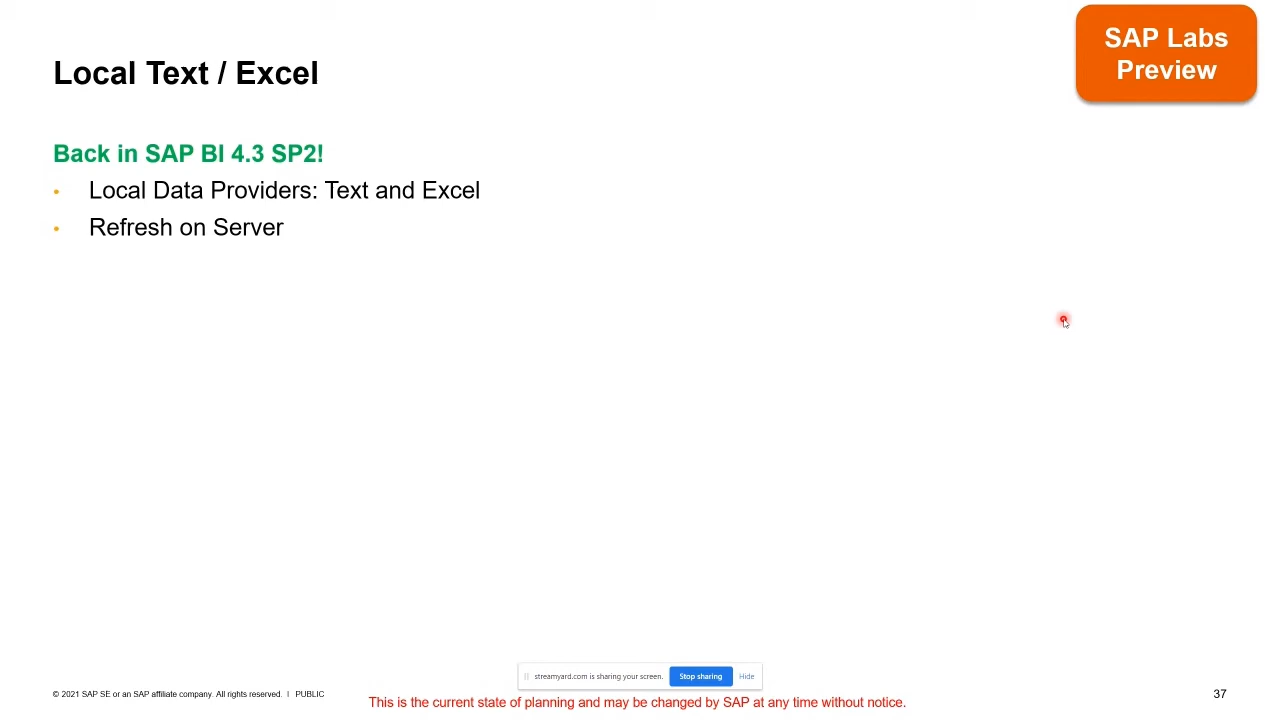 SAP Labs
Preview
Local Text / Excel
Back in SAP BI 4.3 SP2!
• Local Data Providers: Text and Excel
• Refresh on Server
streamyard.com is sharing your screen. Stop sharing Hide
© 2021 SAP SE or an SAP affiliate company. All rights reserved. I PUBLIC
This is the current state of planning and may be changed by SAP at any time without notice.
37